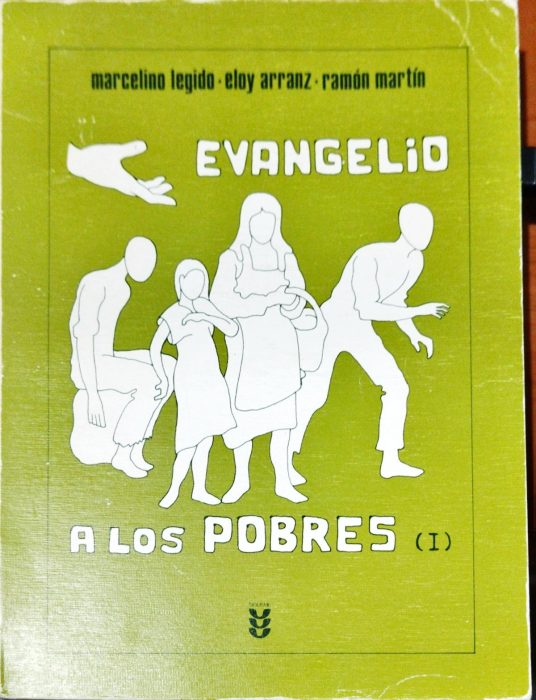 marcelino legido · eloy arranz · ramón martín
EVANGELiO
A LOS POBRES (I)